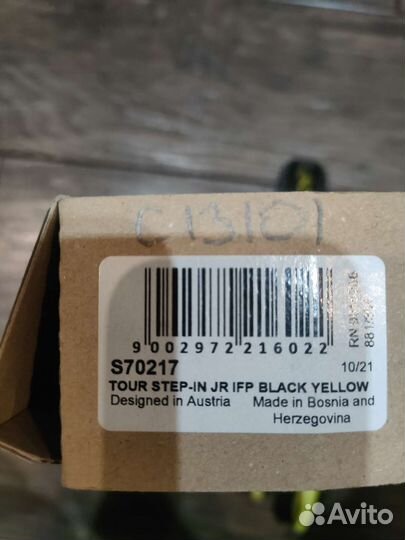 C13101
9 002972 216022
S70217 10/21
TOUR STEP-IN JR IFP BLACK YELLOW
Designed in Austria Made in Bosnia and
Herzegovina
Avito